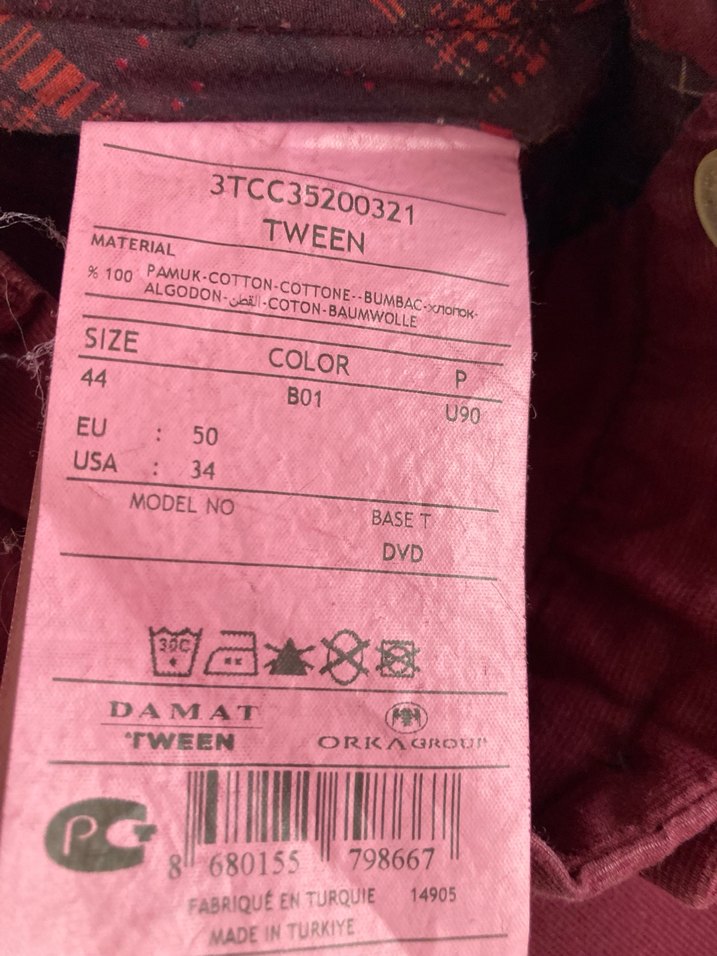 3TCC35200321
TWEEN
MATERIAL
% 100 PAMUK-COTTON-COTTONE--BUMBAC-хлопок-
ALGODON-القطن-COTON-BAUMWOLLE
SIZE COLOR P
44 B01 U90
EU : 50
USA : 34
MODEL NO BASE T
DVD
30C
DAMAT
TWEEN
ORKA GROUP
8 680155 798667
FABRIQUÉ EN TURQUIE 14905
MADE IN TURKIYE